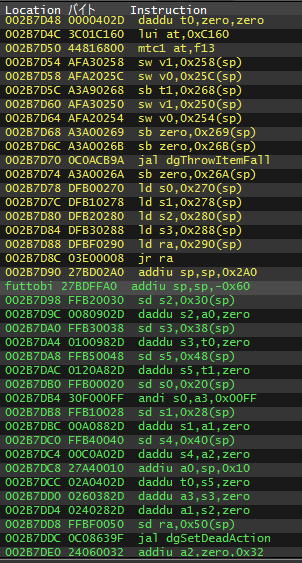 Location バイト Instruction
002B7D48 0000402D daddu t0,zero,zero
002B7D4C 3C01C160 lui at,0xC160
002B7D50 44816800 mtc1 at,f13
002B7D54 AFA30258 sw v1,0x258(sp)
002B7D58 AFA2025C sw v0,0x25C(sp)
002B7D5C A3A90268 sb t1,0x268(sp)
002B7D60 AFA30250 sw v1,0x250(sp)
002B7D64 AFA20254 sw v0,0x254(sp)
002B7D68 A3A00269 sb zero,0x269(sp)
002B7D6C A3A0026B sb zero,0x26B(sp)
002B7D70 0C0ACB9A jal dgThrowItemFall
002B7D74 A3A0026A sb zero,0x26A(sp)
002B7D78 DFB00270 ld s0,0x270(sp)
002B7D7C DFB10278 ld s1,0x278(sp)
002B7D80 DFB20280 ld s2,0x280(sp)
002B7D84 DFB30288 ld s3,0x288(sp)
002B7D88 DFBF0290 ld ra,0x290(sp)
002B7D8C 03E00008 jr ra
002B7D90 27BD02A0 addiu sp,sp,0x2A0
futtobi 27BDFFA0 addiu sp,sp,-0x60
002B7D98 FFB20030 sd s2,0x30(sp)
002B7D9C 0080902D daddu s2,a0,zero
002B7DA0 FFB30038 sd s3,0x38(sp)
002B7DA4 0100982D daddu s3,t0,zero
002B7DA8 FFB50048 sd s5,0x48(sp)
002B7DAC 0120A82D daddu s5,t1,zero
002B7DB0 FFB00020 sd s0,0x20(sp)
002B7DB4 30F000FF andi s0,a3,0x00FF
002B7DB8 FFB10028 sd s1,0x28(sp)
002B7DBC 00A0882D daddu s1,a1,zero
002B7DC0 FFB40040 sd s4,0x40(sp)
002B7DC4 00C0A02D daddu s4,a2,zero
002B7DC8 27A40010 addiu a0,sp,0x10
002B7DCC 02A0402D daddu t0,s5,zero
002B7DD0 0260382D daddu a3,s3,zero
002B7DD4 0240282D daddu a1,s2,zero
002B7DD8 FFBF0050 sd ra,0x50(sp)
002B7DDC 0C08639F jal dgSetDeadAction
002B7DE0 24060032 addiu a2,zero,0x32